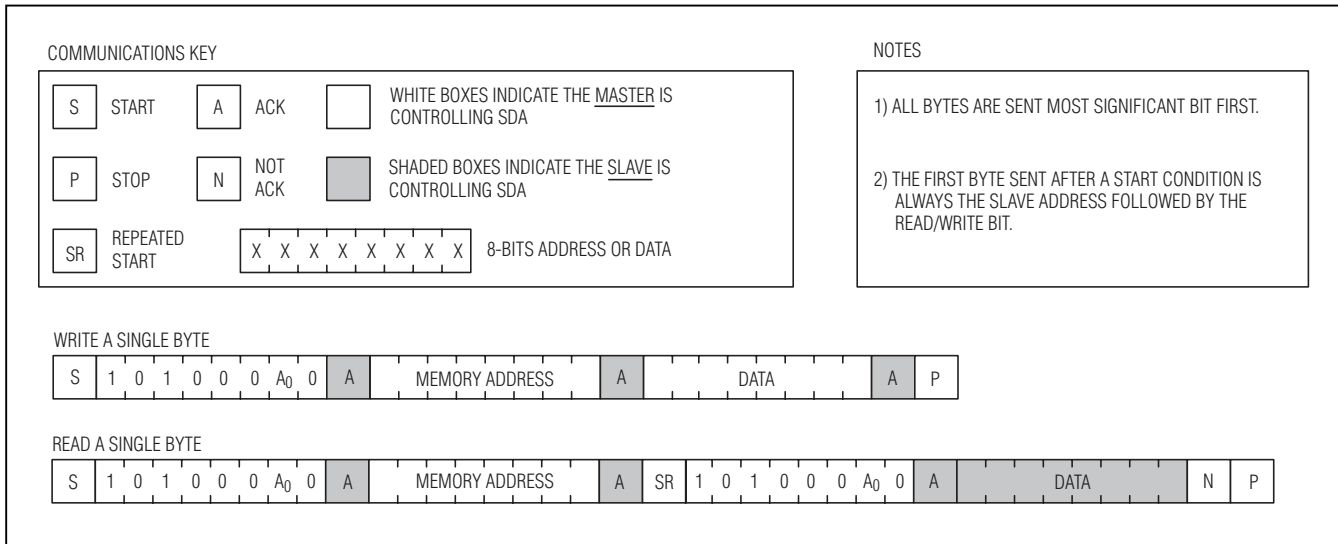 COMMUNICATIONS KEY
S START A ACK WHITE BOXES INDICATE THE MASTER IS
CONTROLLING SDA
P STOP N NOT
ACK SHADED BOXES INDICATE THE SLAVE IS
CONTROLLING SDA
SR REPEATED
START X X X X X X X X 8-BITS ADDRESS OR DATA
NOTES
1) ALL BYTES ARE SENT MOST SIGNIFICANT BIT FIRST.
2) THE FIRST BYTE SENT AFTER A START CONDITION IS
ALWAYS THE SLAVE ADDRESS FOLLOWED BY THE
READ/WRITE BIT.
WRITE A SINGLE BYTE
S 1 0 1 0 0 0 A0 0 A MEMORY ADDRESS A DATA A P
READ A SINGLE BYTE
S 1 0 1 0 0 0 A0 0 A MEMORY ADDRESS A SR 1 0 1 0 0 0 A0 0 A DATA N P